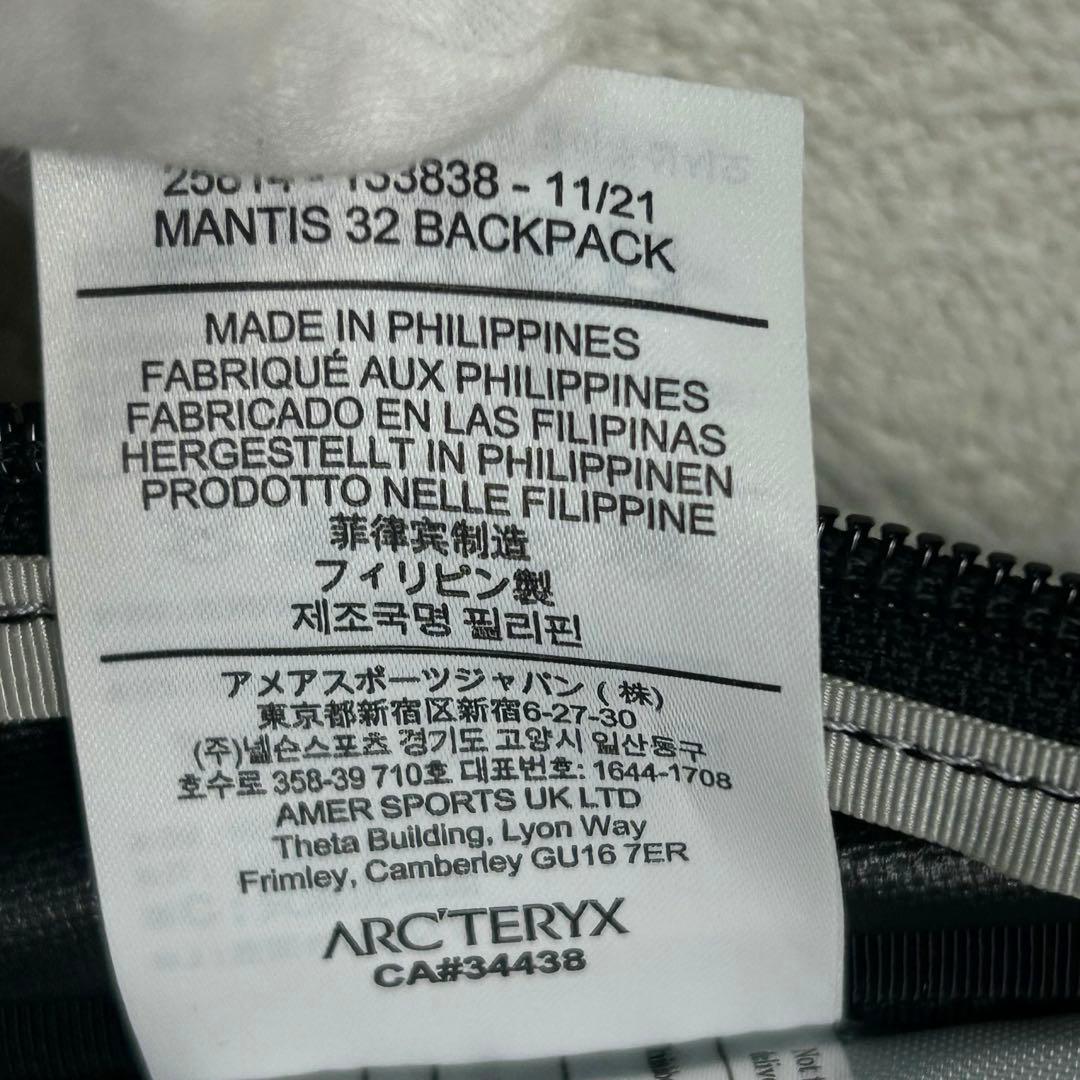 25814 - 133838 - 11/21
MANTIS 32 BACKPACK
MADE IN PHILIPPINES
FABRIQUÉ AUX PHILIPPINES
FABRICADO EN LAS FILIPINAS
HERGESTELLT IN PHILIPPINEN
PRODOTTO NELLE FILIPPINE
菲律宾制造
フィリピン製
제조국명 필리핀
アメアスポーツジャパン (株)
東京都新宿区新宿6-27-30
(주)넬슨스포츠 경기도 고양시 일산동구
호수로 358-39 710호 대표번호: 1644-1708
AMER SPORTS UK LTD
Theta Building, Lyon Way
Frimley, Camberley GU16 7ER
ARC'TERYX
CA#34438